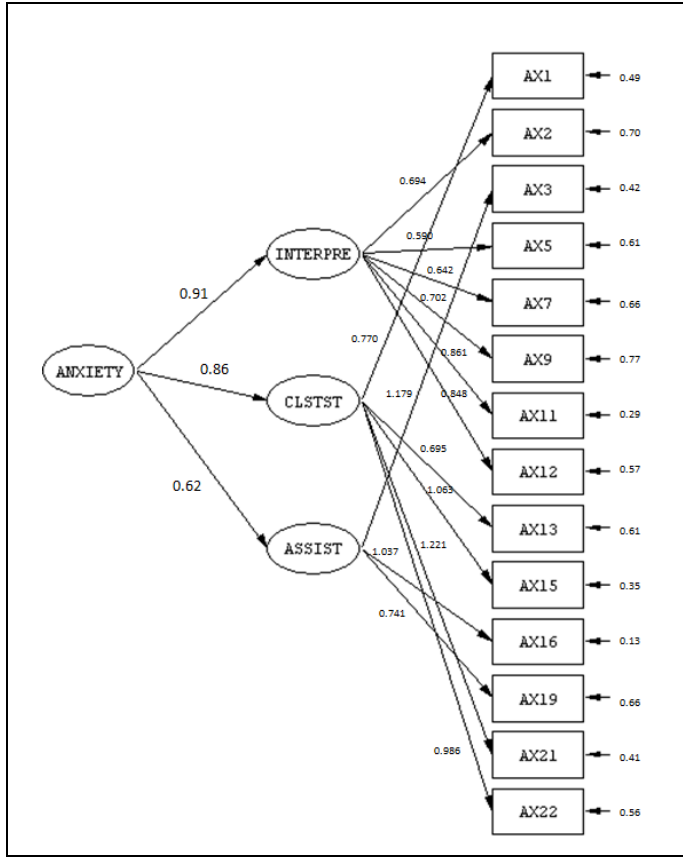 AX1 0.49
AX2 0.70
0.694
AX3 0.42
0.590
AX5 0.61
INTERPRE
0.642
0.91
0.702
AX7 0.66
0.770
0.861
AX9 0.77
ANXIETY
0.86
1.179
0.848
CLSTST
AX11 0.29
0.695
AX12 0.57
0.62
1.063
AX13 0.61
1.221
ASSIST
1.037
AX15 0.35
0.741
AX16 0.13
AX19 0.66
0.986
AX21 0.41
AX22 0.56